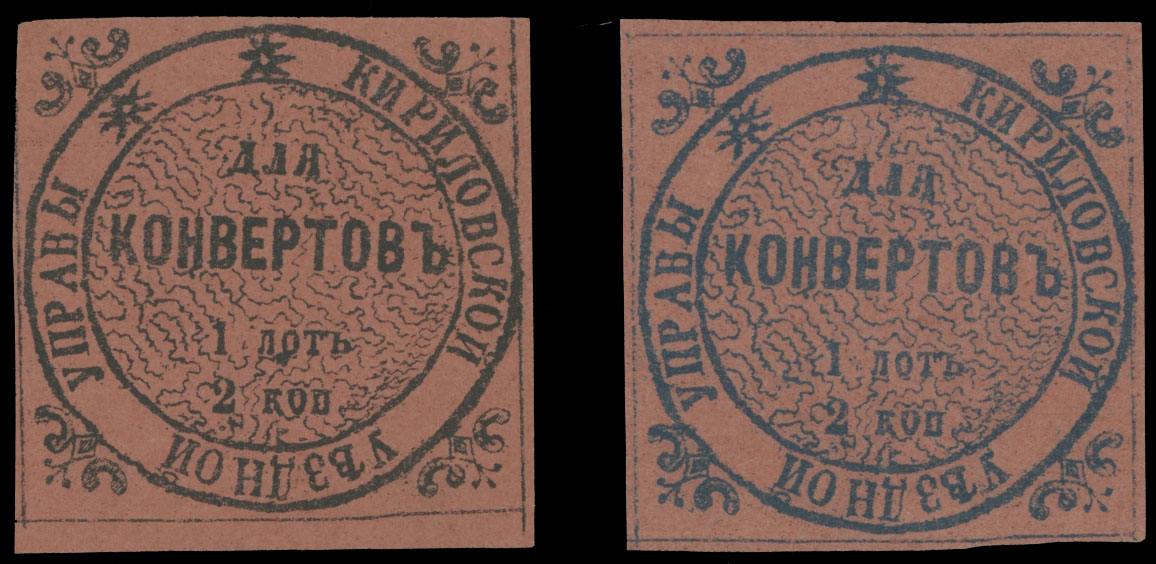 КИРИЛОВСКОЙ
УѢЗДНОЙ
УПРАВЫ
ДЛЯ
КОНВЕРТОВЪ
1 лотъ
2 коп
КИРИЛОВСКОЙ
УѢЗДНОЙ
УПРАВЫ
ДЛЯ
КОНВЕРТОВЪ
1 лотъ
2 коп